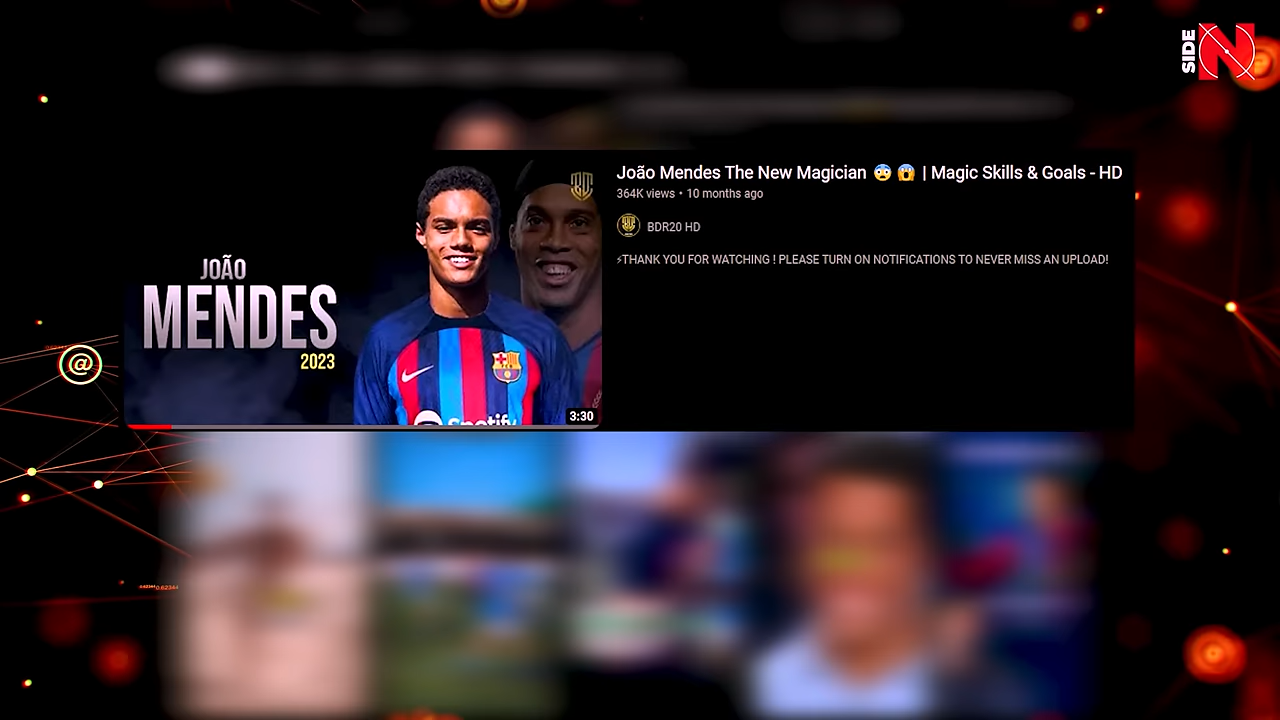 SIDE N
João Mendes The New Magician 😨 😱 | Magic Skills & Goals - HD
364K views • 10 months ago
BDR20 HD
⚡THANK YOU FOR WATCHING ! PLEASE TURN ON NOTIFICATIONS TO NEVER MISS AN UPLOAD!
JOÃO
MENDES
2023
Spotify
3:30
@